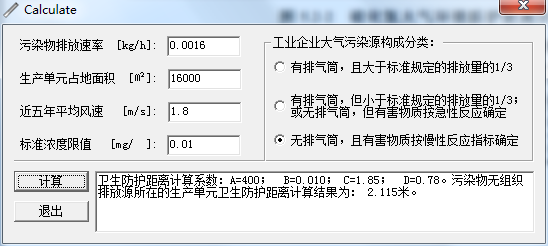 Calculate
污染物排放速率 [kg/h]: 0.0016
生产单元占地面积 [m²]: 16000
近五年平均风速 [m/s]: 1.8
标准浓度限值 [mg/ ]: 0.01
工业企业大气污染源构成分类:
有排气筒，且大于标准规定的排放量的1/3
有排气筒，但小于标准规定的排放量的1/3;
或无排气筒，但有害物质按急性反应确定
无排气筒，且有害物质按慢性反应指标确定
计算
退出
卫生防护距离计算系数: A=400; B=0.010; C=1.85; D=0.78。污染物无组织
排放源所在的生产单元卫生防护距离计算结果为: 2.115米。